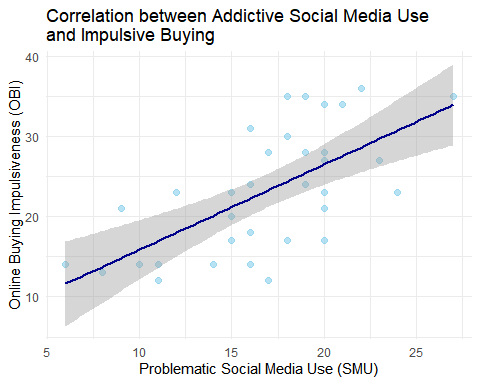 Correlation between Addictive Social Media Use
and Impulsive Buying
Online Buying Impulsiveness (OBI)
40
30
20
10
5
10
15
20
25
Problematic Social Media Use (SMU)